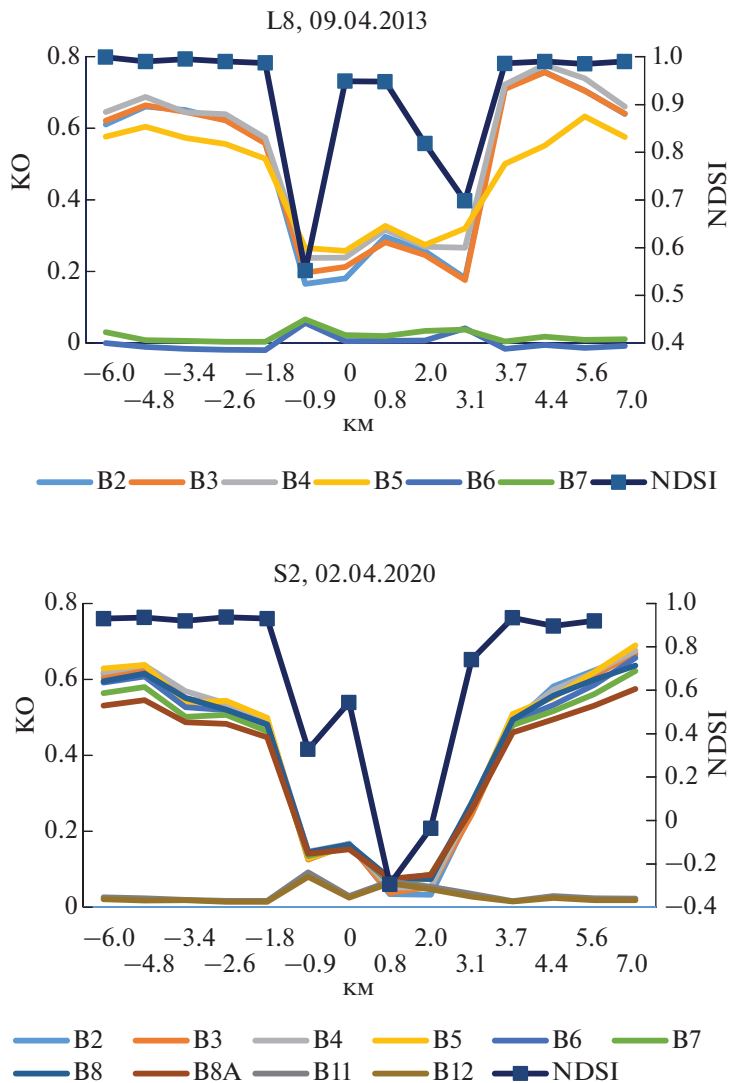 L8, 09.04.2013
0.8 1.0
0.9
0.6 0.8
КО 0.4 0.7 NDSI
0.6
0.2 0.5
0 0.4
−6.0 −3.4 −1.8 0 2.0 3.7 5.6
−4.8 −2.6 −0.9 0.8 3.1 4.4 7.0
км
B2 B3 B4 B5 B6 B7 NDSI
S2, 02.04.2020
0.8 1.0
0.8
0.6 0.6
0.4
КО 0.4 0.2 NDSI
0
0.2 −0.2
0 −0.4
−6.0 −3.4 −1.8 0 2.0 3.7 5.6
−4.8 −2.6 −0.9 0.8 3.1 4.4 7.0
км
B2 B3 B4 B5 B6 B7
B8 B8A B11 B12 NDSI